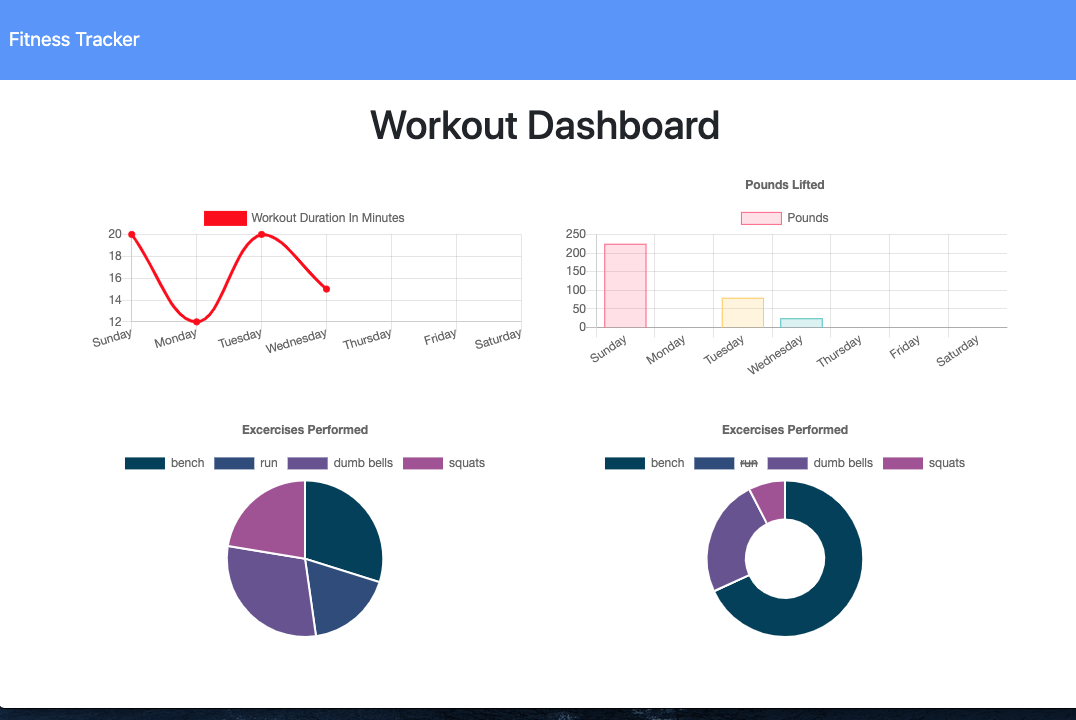 Fitness Tracker
Workout Dashboard
Workout Duration In Minutes
20
18
16
14
12
Sunday Monday Tuesday Wednesday Thursday Friday Saturday
Pounds Lifted
Pounds
250
200
150
100
50
0
Sunday Monday Tuesday Wednesday Thursday Friday Saturday
Excercises Performed
bench run dumb bells squats
Excercises Performed
bench run dumb bells squats